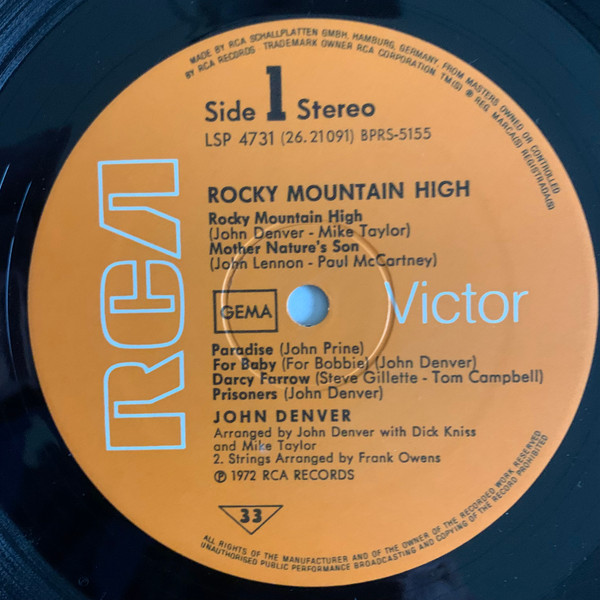 MADE BY RCA SCHALLPLATTEN GMBH, HAMBURG, GERMANY, FROM MASTERS OWNED OR CONTROLLED
BY RCA RECORDS TRADEMARK OWNER RCA CORPORATION TM(S) ® REG MARCA(S) REGISTRADA(S)
Side 1 Stereo
LSP 4731 (26.21091) BPRS-5155
RCA
ROCKY MOUNTAIN HIGH
Rocky Mountain High
(John Denver - Mike Taylor)
Mother Nature's Son
(John Lennon - Paul McCartney)
GEMA
Victor
Paradise (John Prine)
For Baby (For Bobbie) (John Denver)
Darcy Farrow (Steve Gillette - Tom Campbell)
Prisoners (John Denver)
JOHN DENVER
Arranged by John Denver with Dick Kniss
and Mike Taylor
2. Strings Arranged by Frank Owens
℗ 1972 RCA RECORDS
33
ALL RIGHTS OF THE MANUFACTURER AND OF THE OWNER OF THE RECORDED WORK RESERVED
UNAUTHORISED PUBLIC PERFORMANCE BROADCASTING AND COPYING OF THIS RECORD PROHIBITED